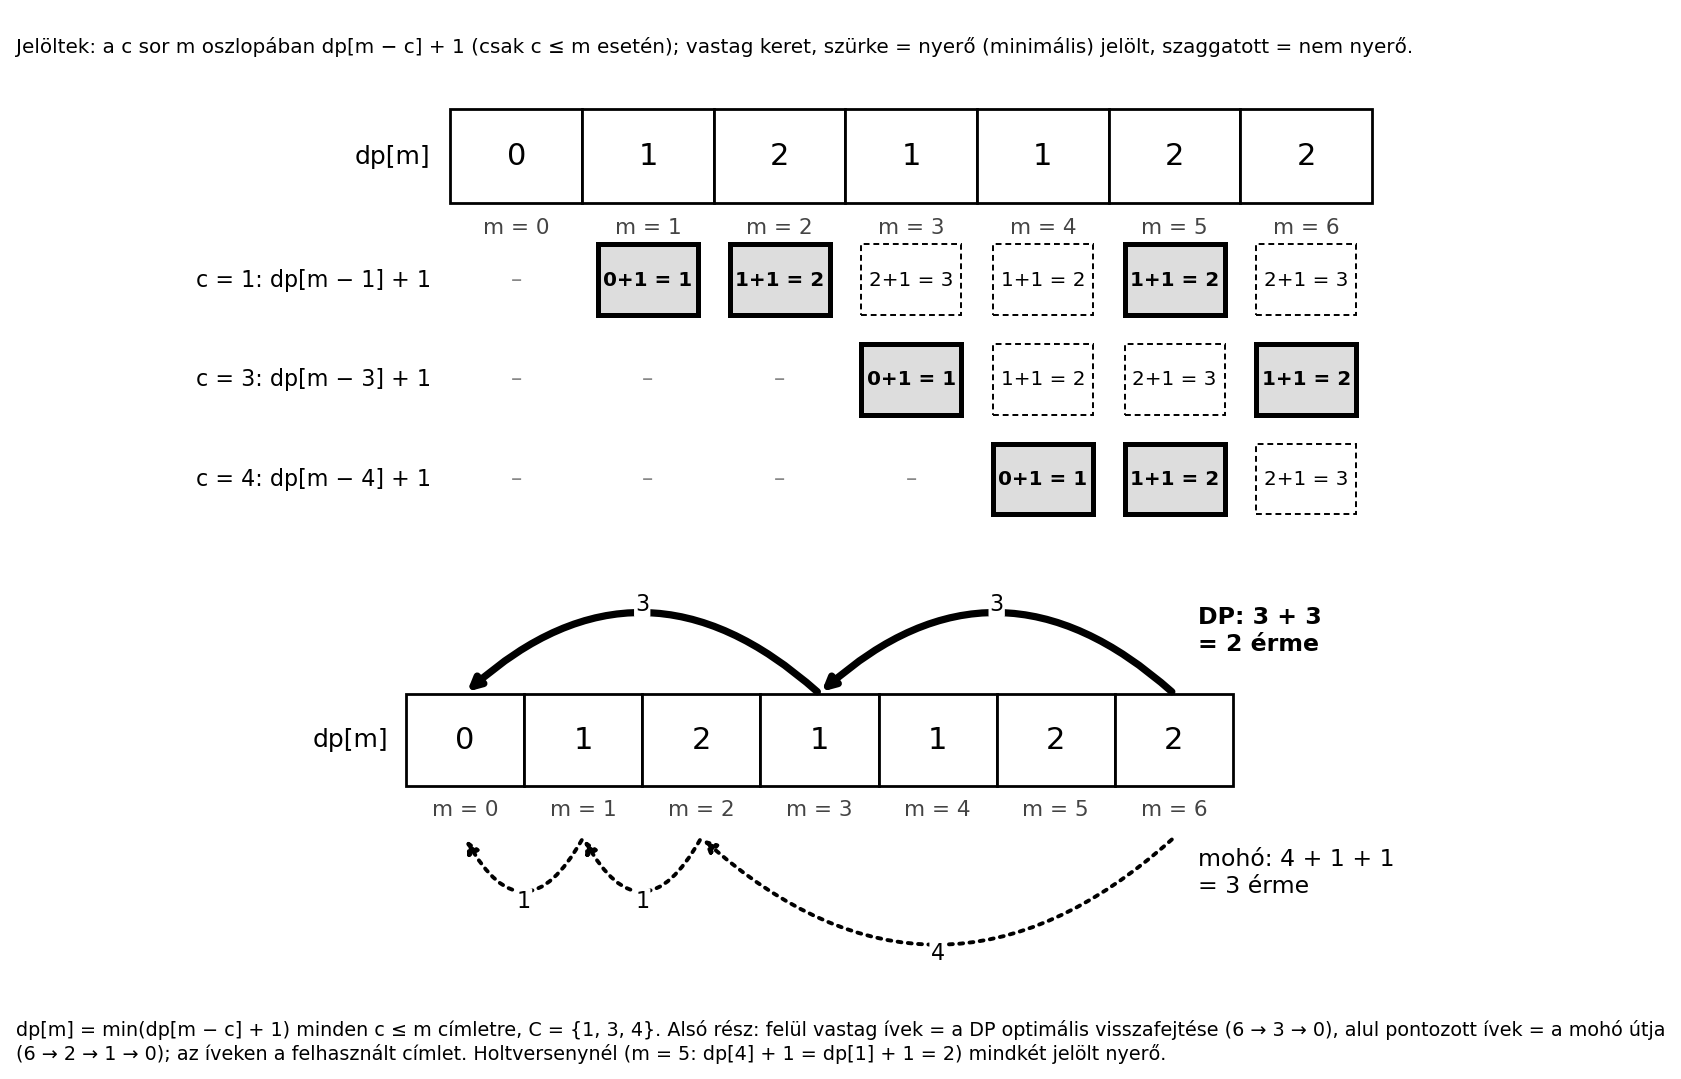 Jelöltek: a c sor m oszlopában dp[m − c] + 1 (csak c ≤ m esetén); vastag keret, szürke = nyerő (minimális) jelölt, szaggatott = nem nyerő.
dp[m] 0 1 2 1 1 2 2
m = 0 m = 1 m = 2 m = 3 m = 4 m = 5 m = 6
c = 1: dp[m − 1] + 1 – 0+1 = 1 1+1 = 2 2+1 = 3 1+1 = 2 1+1 = 2 2+1 = 3
c = 3: dp[m − 3] + 1 – – – 0+1 = 1 1+1 = 2 2+1 = 3 1+1 = 2
c = 4: dp[m − 4] + 1 – – – – 0+1 = 1 1+1 = 2 2+1 = 3
3 3
DP: 3 + 3
= 2 érme
dp[m] 0 1 2 1 1 2 2
m = 0 m = 1 m = 2 m = 3 m = 4 m = 5 m = 6
mohó: 4 + 1 + 1
= 3 érme
1 1
4
dp[m] = min(dp[m − c] + 1) minden c ≤ m címletre, C = {1, 3, 4}. Alsó rész: felül vastag ívek = a DP optimális visszafejtése (6 → 3 → 0), alul pontozott ívek = a mohó útja
(6 → 2 → 1 → 0); az íveken a felhasznált címlet. Holtversenynél (m = 5: dp[4] + 1 = dp[1] + 1 = 2) mindkét jelölt nyerő.